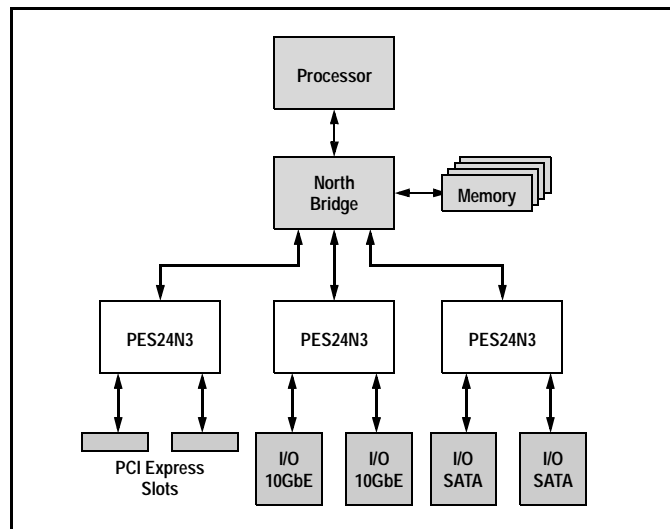 Processor
North
Bridge
Memory
PES24N3
PES24N3
PES24N3
PCI Express
Slots
I/O
10GbE
I/O
10GbE
I/O
SATA
I/O
SATA